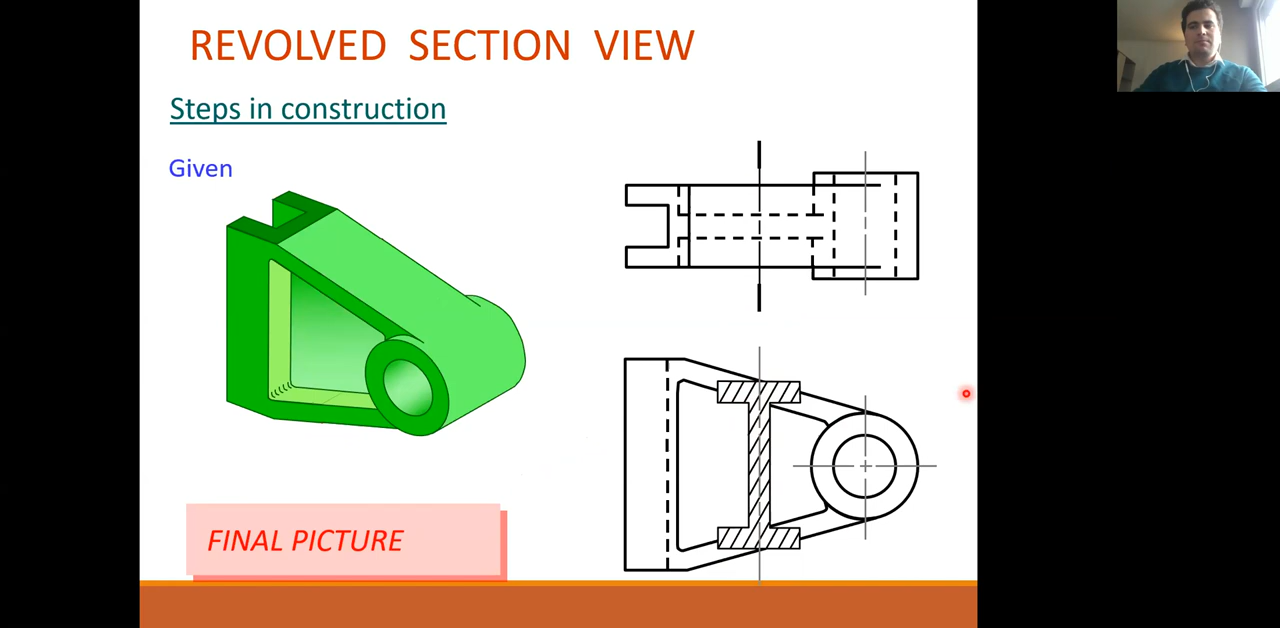 REVOLVED SECTION VIEW
Steps in construction
Given
FINAL PICTURE